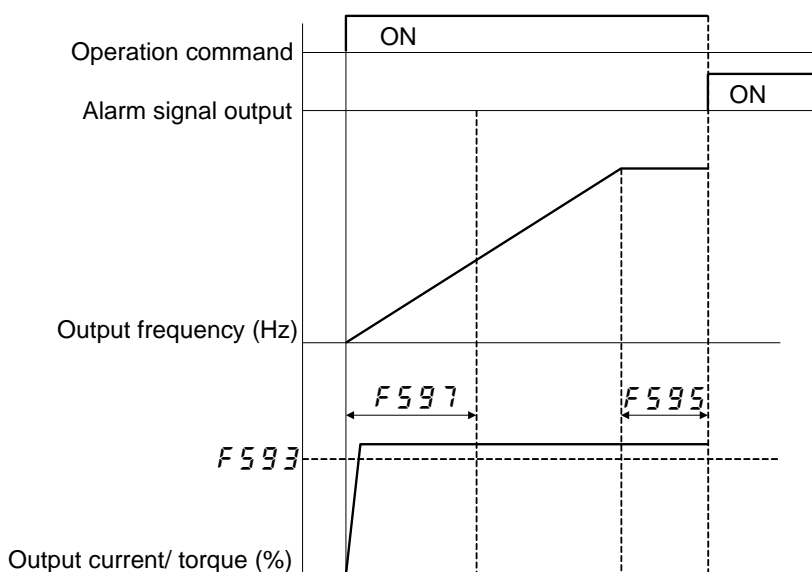 ON
Operation command
ON
Alarm signal output
Output frequency (Hz)
F597
F595
F593
Output current/ torque (%)